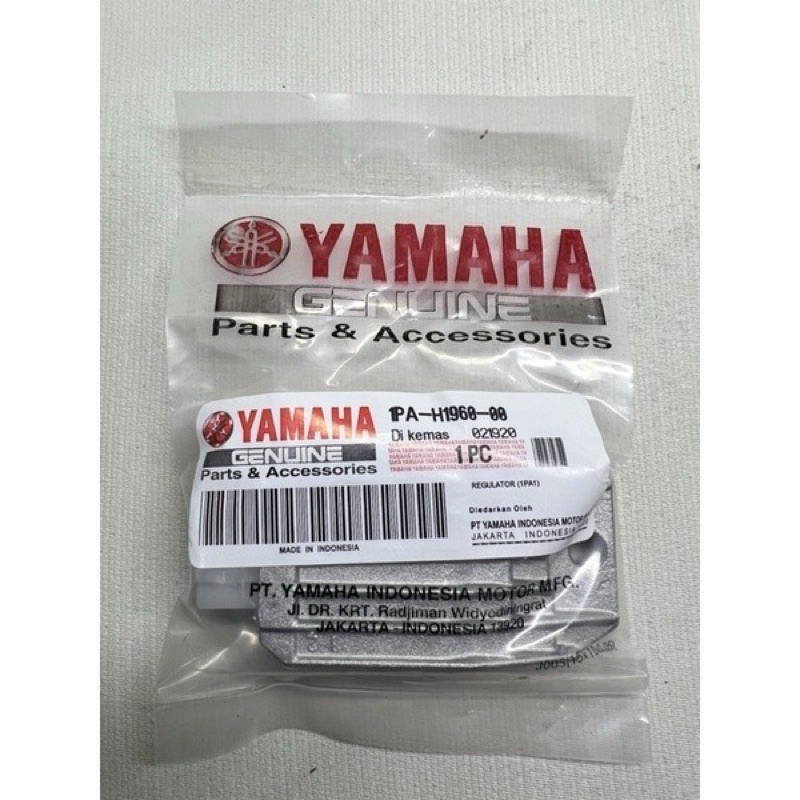 YAMAHA
GENUINE
Parts & Accessories
YAMAHA
GENUINE
Parts & Accessories
MADE IN INDONESIA
1PA-H1960-00
Di kemas 021920
1 PC
REGULATOR (1PA1)
Diedarkan Oleh
PT YAMAHA INDONESIA MOTOR
JAKARTA INDONESIA
PT. YAMAHA INDONESIA MOTOR MFG..
Jl. DR. KRT. Radjiman Widyodiningrat
JAKARTA - INDONESIA 13920